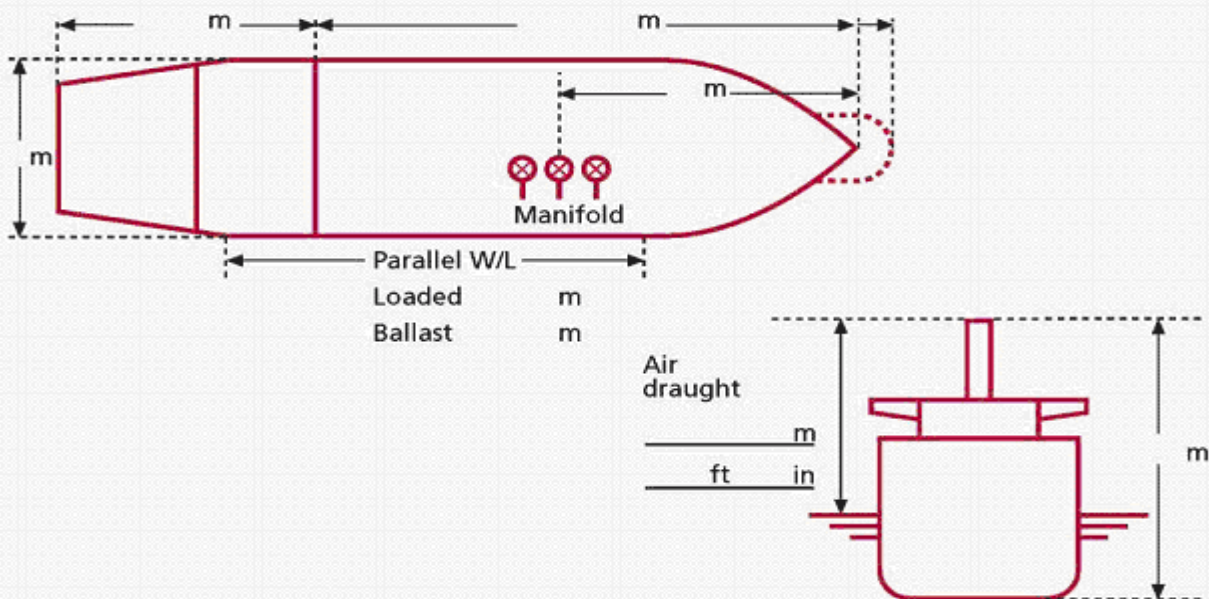 m
m
m
m
Manifold
Parallel W/L
Loaded m
Ballast m
Air
draught
m
ft in
m